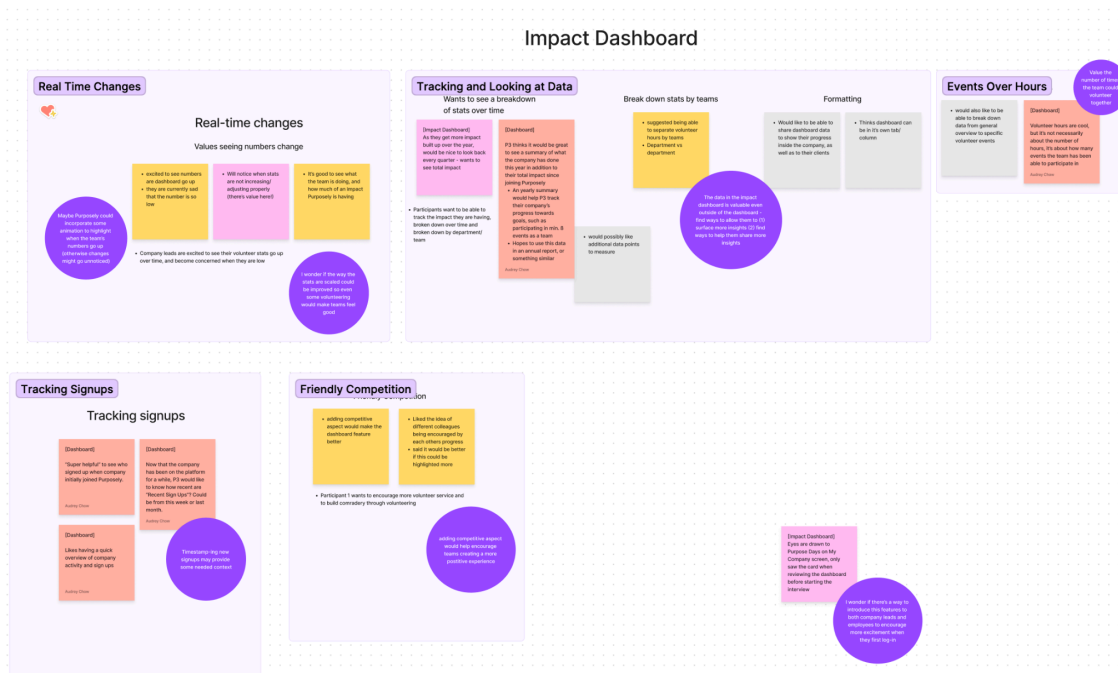 Impact Dashboard
Real Time Changes
Real-time changes
Values seeing numbers change
excited to see numbers
are dashboard go up
they are currently sad
that the number is so
low
Will notice when stats
are not increasing/
adjusting properly
(there's value here!!)
It's good to see what
the team is doing, and
how much of an impact
Purposely is having
Maybe Purposely could
incorporate some
animation to highlight
when the team's
numbers go up
(otherwise changes
might go unnoticed)
Company leads are excited to see their volunteer stats go up
over time, and become concerned when they are low
I wonder if the way the
stats are scaled could
be improved so even
some volunteering
would make teams feel
good
Tracking and Looking at Data
Wants to see a breakdown
of stats over time
[Impact Dashboard]
As they get more impact
built up over the year,
would be nice to look back
every quarter - wants to
see total impact
Participants want to be able to
track the impact they are having,
broken down over time and
broken down by department/
team
[Dashboard]
P3 thinks it would be great
to see a summary of what
the company has done
this year in addition to
their total impact since
joining Purposely
An yearly summary
would help P3 track
their company's
progress towards
goals, such as
participating in min. 8
events as a team
Hopes to use this data
in an annual report, or
something similar
Audrey Chow
Break down stats by teams
suggested being able
to separate volunteer
hours by teams
Department vs
department
would possibly like
additional data points
to measure
The data in the impact
dashboard is valuable even
outside of the dashboard -
find ways to allow them to (1)
surface more insights (2) find
ways to help them share more
insights
Formatting
Would like to be able to
share dashboard data
to show their progress
inside the company, as
well as to their clients
Thinks dashboard can
be in it's own tab/
column
Events Over Hours
would also like to be
able to break down
data from general
overview to specific
volunteer events
[Dashboard]
Volunteer hours are cool,
but it's not necessarily
about the number of
hours, it's about how many
events the team has been
able to participate in
Audrey Chow
Value the
number of times
the team could
volunteer
together
Tracking Signups
Tracking signups
[Dashboard]
"Super helpful" to see who
signed up when company
initially joined Purposely.
Audrey Chow
[Dashboard]
Now that the company
has been on the platform
for a while, P3 would like
to know how recent are
"Recent Sign Ups"? Could
be from this week or last
month.
Audrey Chow
[Dashboard]
Likes having a quick
overview of company
activity and sign ups
Audrey Chow
Timestamp-ing new
signups may provide
some needed context
Friendly Competition
adding competitive
aspect would make the
dashboard feature
better
Liked the idea of
different colleagues
being encouraged by
each others progress
said it would be better
if this could be
highlighted more
Participant 1 wants to encourage more volunteer service and
to build comradery through volunteering
adding competitive aspect
would help encourage
teams creating a more
postitive experience
[Impact Dashboard]
Eyes are drawn to
Purpose Days on My
Company screen, only
saw the card when
reviewing the dashboard
before starting the
interview
I wonder if there's a way to
introduce this features to
both company leads and
employees to encourage
more excitement when
they first log-in